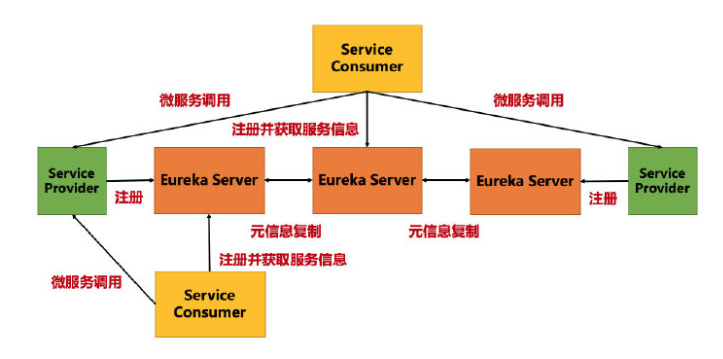 Service
Consumer
微服务调用
微服务调用
注册并获取服务信息
Service
Provider
注册
Eureka Server
Eureka Server
Eureka Server
注册
Service
Provider
元信息复制
元信息复制
注册并获取服务信息
微服务调用
Service
Consumer